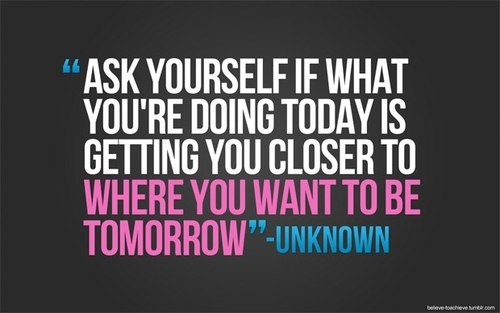 “ ASK YOURSELF IF WHAT
YOU'RE DOING TODAY IS
GETTING YOU CLOSER TO
WHERE YOU WANT TO BE
TOMORROW ”-UNKNOWN
believe-toachieve.tumblr.com